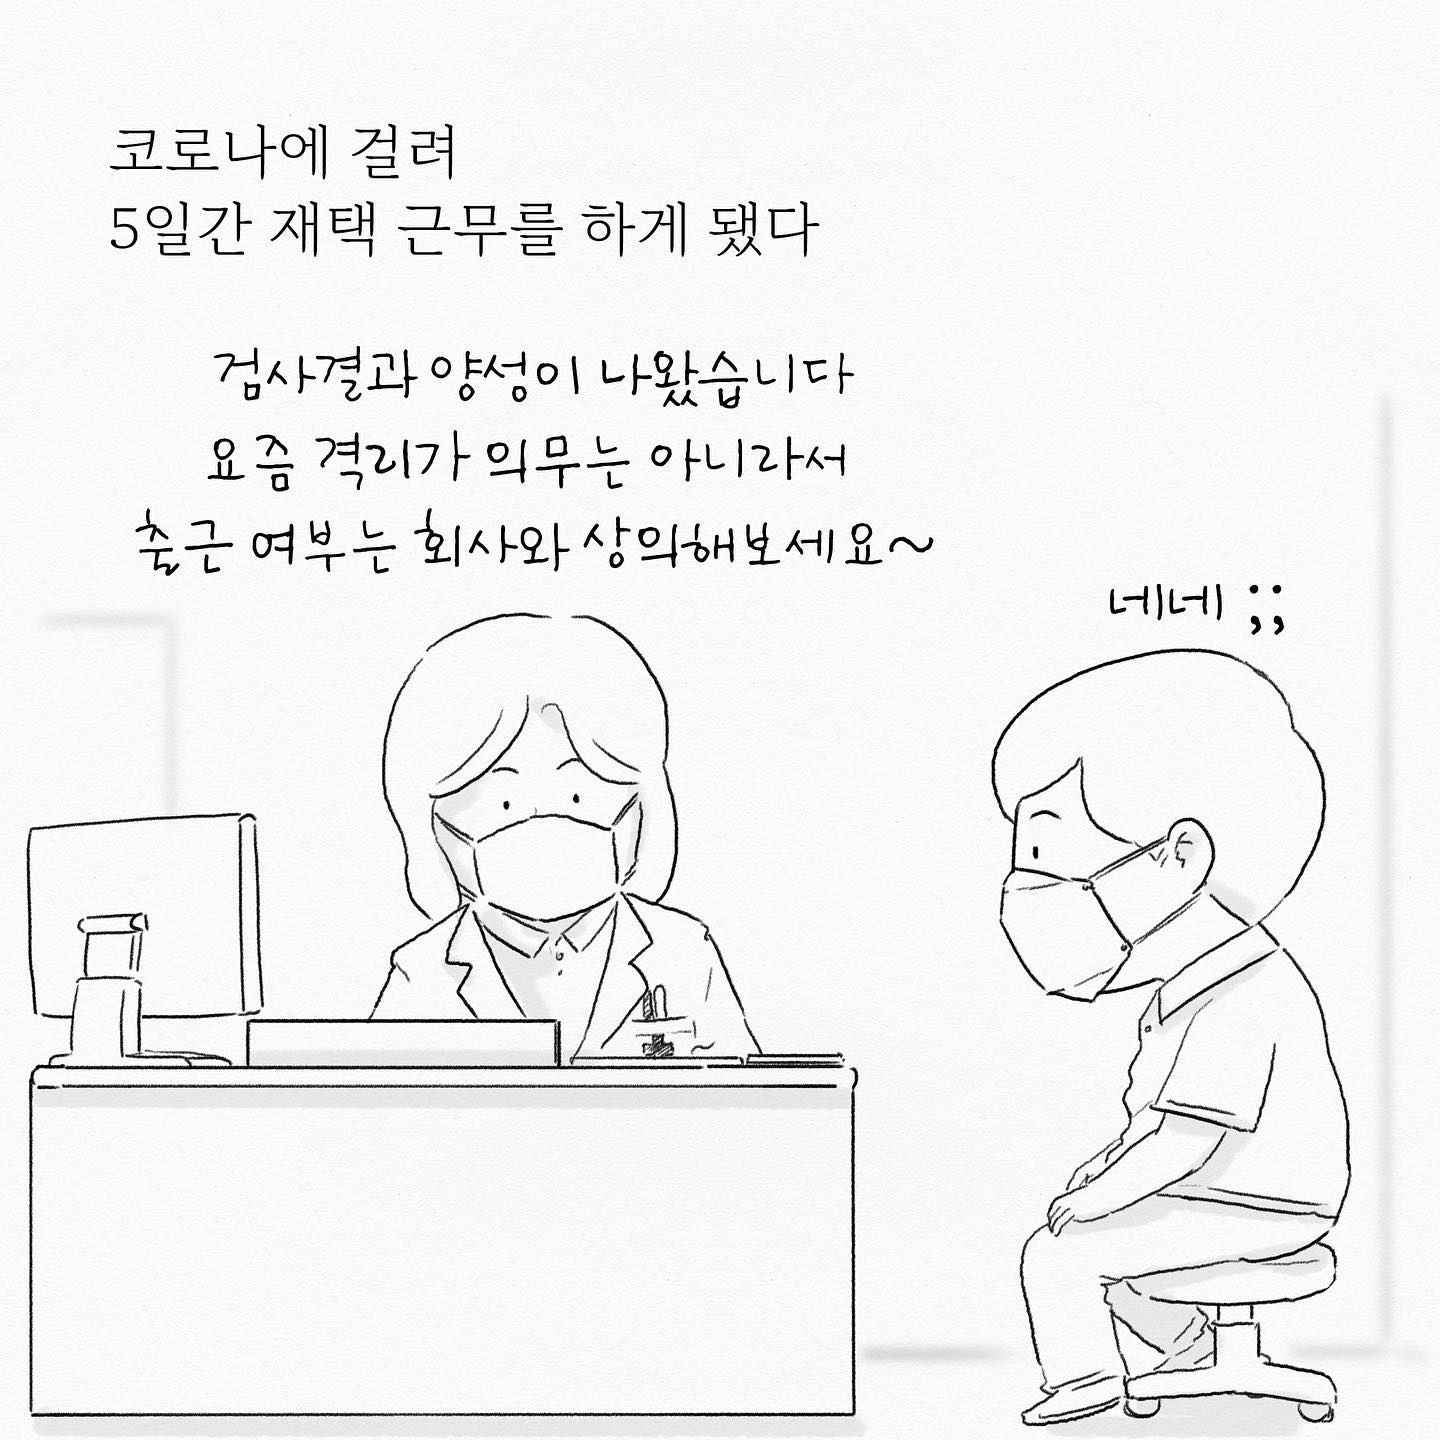 코로나에 걸려
5일간 재택 근무를 하게 됐다
검사결과 양성이 나왔습니다
요즘 격리가 의무는 아니라서
출근 여부는 회사와 상의해보세요~
네네 ;;